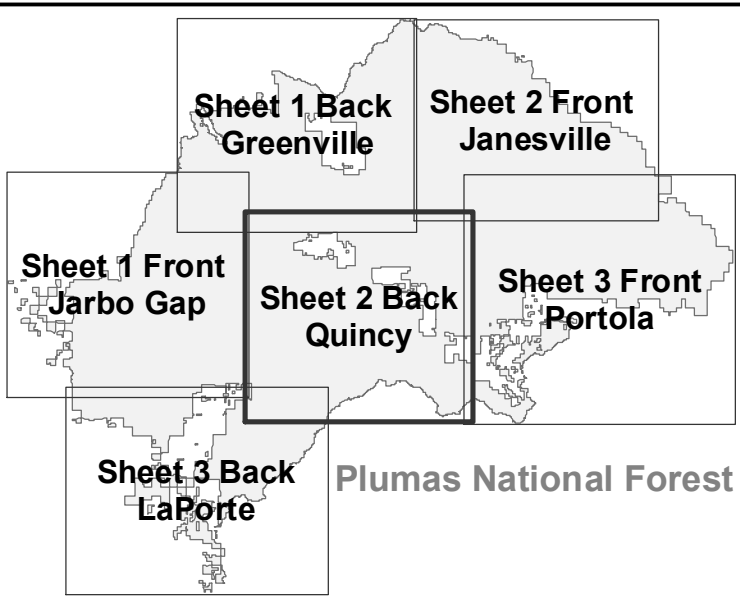 Sheet 1 Back
Greenville
Sheet 2 Front
Janesville
Sheet 1 Front
Jarbo Gap
Sheet 2 Back
Quincy
Sheet 3 Front
Portola
Sheet 3 Back
LaPorte
Plumas National Forest